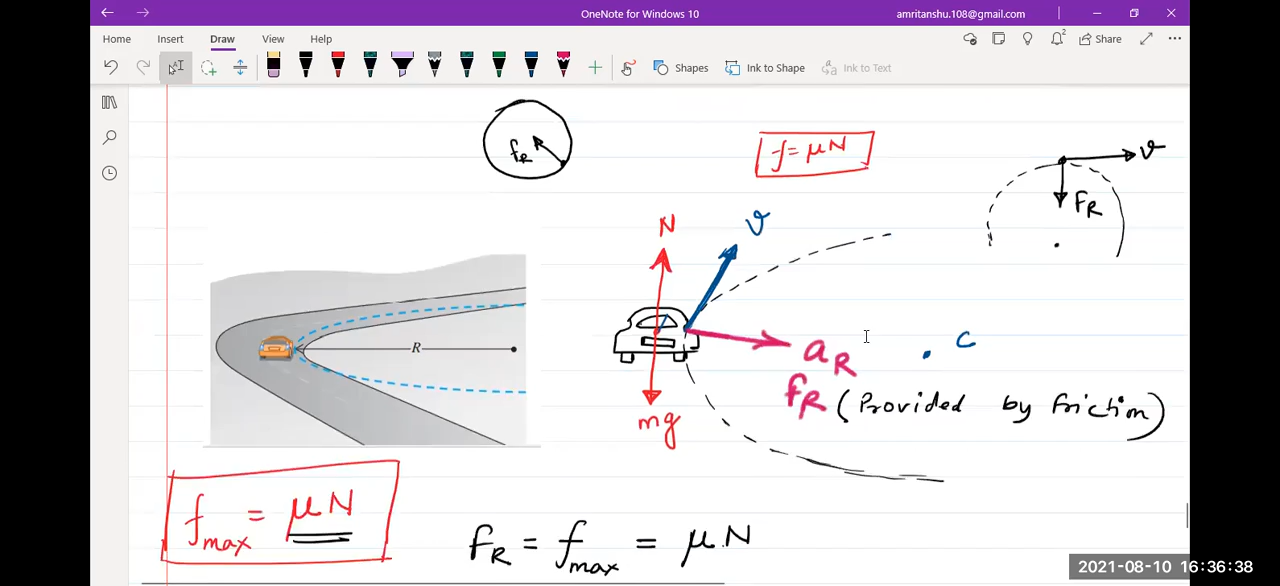 OneNote for Windows 10
amritanshu.108@gmail.com
Home Insert Draw View Help
Share
Shapes
Ink to Shape
Ink to Text
fR
f = μN
v
FR
N
v
R
aR
C
fR (Provided by friction)
mg
fmax = μN
fR = fmax = μ.N
2021-08-10 16:36:38